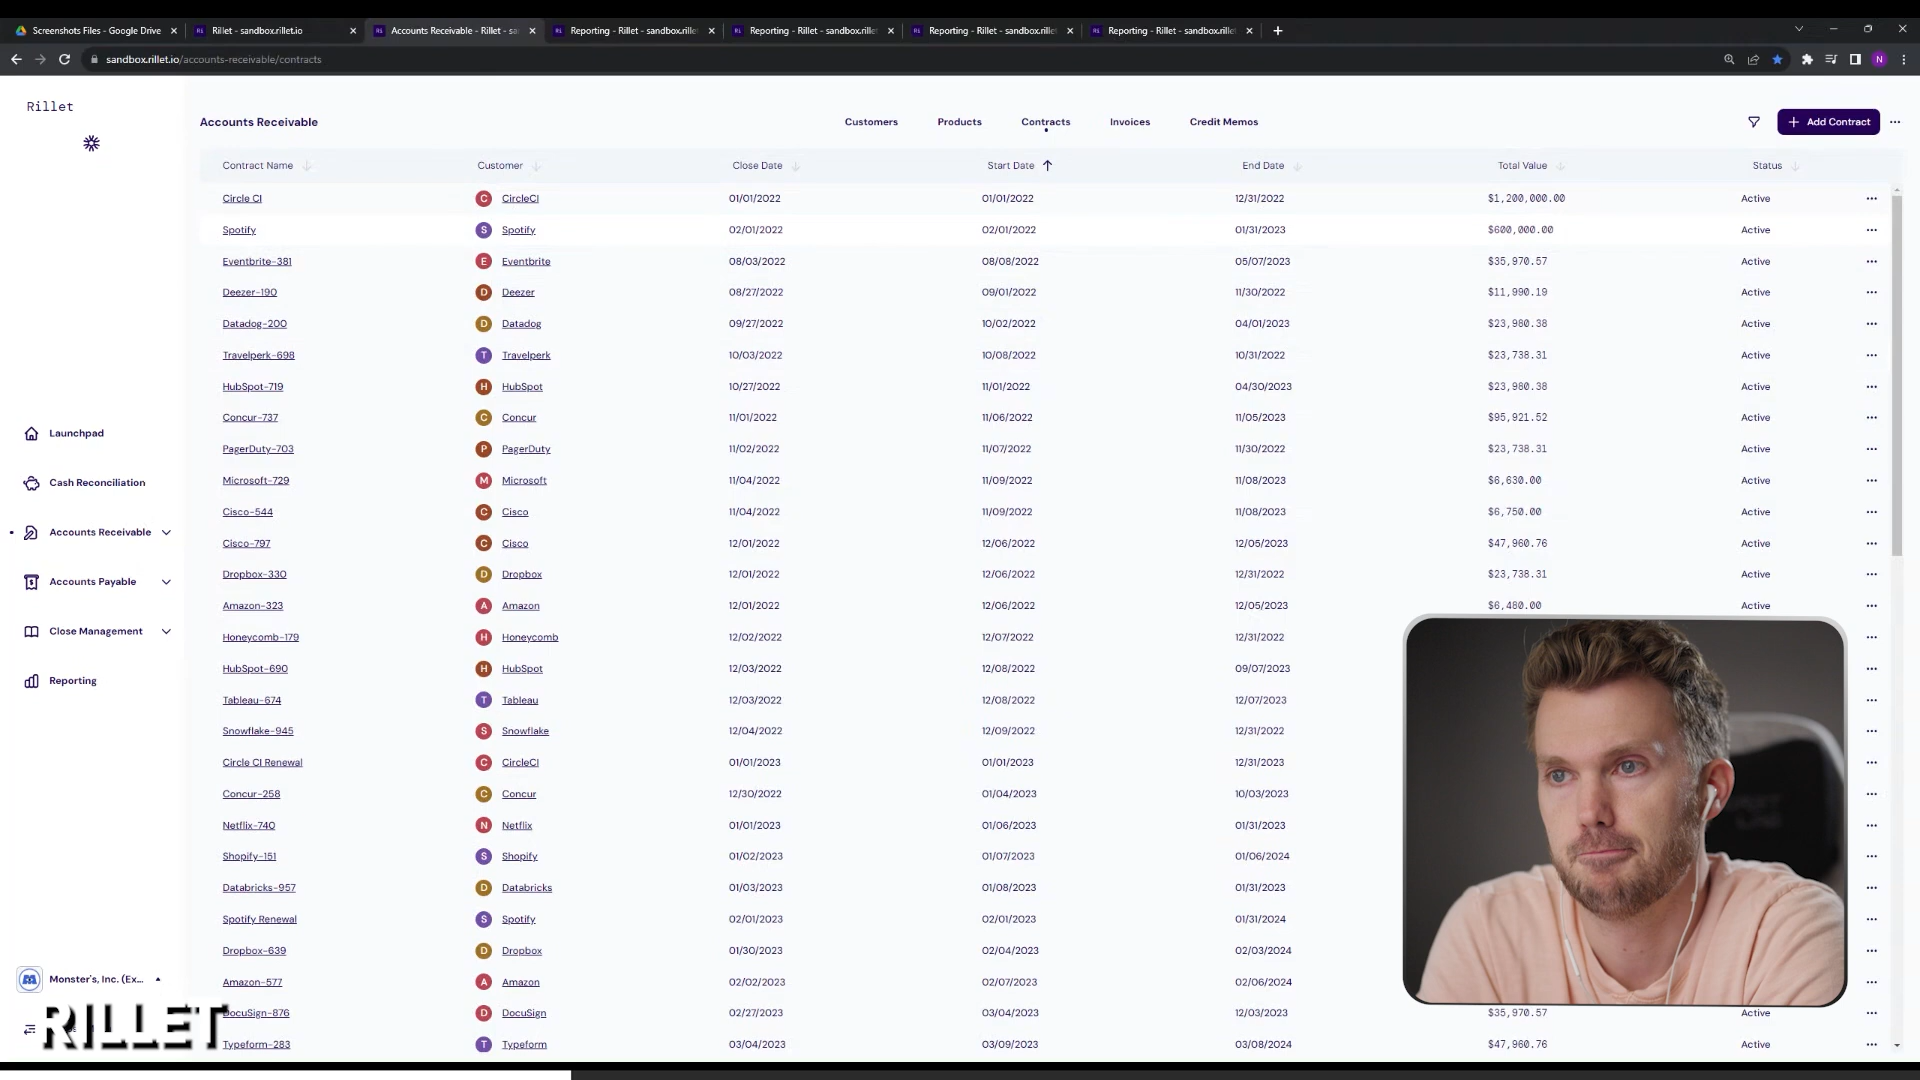 Screenshots Files - Google Drive
Rillet - sandbox.rillet.io
Accounts Receivable - Rillet - sa
Reporting - Rillet - sandbox.rille
Reporting - Rillet - sandbox.rillet
Reporting - Rillet - sandbox.rillet
Reporting - Rillet - sandbox.rillet
sandbox.rillet.io/accounts-receivable/contracts
N
Rillet
Launchpad
Cash Reconciliation
Accounts Receivable
Accounts Payable
Close Management
Reporting
Monster's, Inc. (Ex...
RILLET
Accounts Receivable
Customers Products Contracts Invoices Credit Memos
+ Add Contract
Contract Name Customer Close Date Start Date End Date Total Value Status
Circle CI C CircleCI 01/01/2022 01/01/2022 12/31/2022 $1,200,000.00 Active
Spotify S Spotify 02/01/2022 02/01/2022 01/31/2023 $600,000.00 Active
Eventbrite-381 E Eventbrite 08/03/2022 08/08/2022 05/07/2023 $35,970.57 Active
Deezer-190 D Deezer 08/27/2022 09/01/2022 11/30/2022 $11,990.19 Active
Datadog-200 D Datadog 09/27/2022 10/02/2022 04/01/2023 $23,980.38 Active
Travelperk-698 T Travelperk 10/03/2022 10/08/2022 10/31/2022 $23,738.31 Active
HubSpot-719 H HubSpot 10/27/2022 11/01/2022 04/30/2023 $23,980.38 Active
Concur-737 C Concur 11/01/2022 11/06/2022 11/05/2023 $95,921.52 Active
PagerDuty-703 P PagerDuty 11/02/2022 11/07/2022 11/30/2022 $23,738.31 Active
Microsoft-729 M Microsoft 11/04/2022 11/09/2022 11/08/2023 $6,630.00 Active
Cisco-544 C Cisco 11/04/2022 11/09/2022 11/08/2023 $6,750.00 Active
Cisco-797 C Cisco 12/01/2022 12/06/2022 12/05/2023 $47,960.76 Active
Dropbox-330 D Dropbox 12/01/2022 12/06/2022 12/31/2022 $23,738.31 Active
Amazon-323 A Amazon 12/01/2022 12/06/2022 12/05/2023 $6,480.00 Active
Honeycomb-179 H Honeycomb 12/02/2022 12/07/2022 12/31/2022
HubSpot-690 H HubSpot 12/03/2022 12/08/2022 09/07/2023
Tableau-674 T Tableau 12/03/2022 12/08/2022 12/07/2023
Snowflake-945 S Snowflake 12/04/2022 12/09/2022 12/31/2022
Circle CI Renewal C CircleCI 01/01/2023 01/01/2023 12/31/2023
Concur-258 C Concur 12/30/2022 01/04/2023 10/03/2023
Netflix-740 N Netflix 01/01/2023 01/06/2023 01/31/2023
Shopify-151 S Shopify 01/02/2023 01/07/2023 01/06/2024
Databricks-957 D Databricks 01/03/2023 01/08/2023 01/31/2023
Spotify Renewal S Spotify 02/01/2023 02/01/2023 01/31/2024
Dropbox-639 D Dropbox 01/30/2023 02/04/2023 02/03/2024
Amazon-577 A Amazon 02/02/2023 02/07/2023 02/06/2024
DocuSign-876 D DocuSign 02/27/2023 03/04/2023 12/03/2023 $35,970.57 Active
Typeform-283 T Typeform 03/04/2023 03/09/2023 03/08/2024 $47,960.76 Active